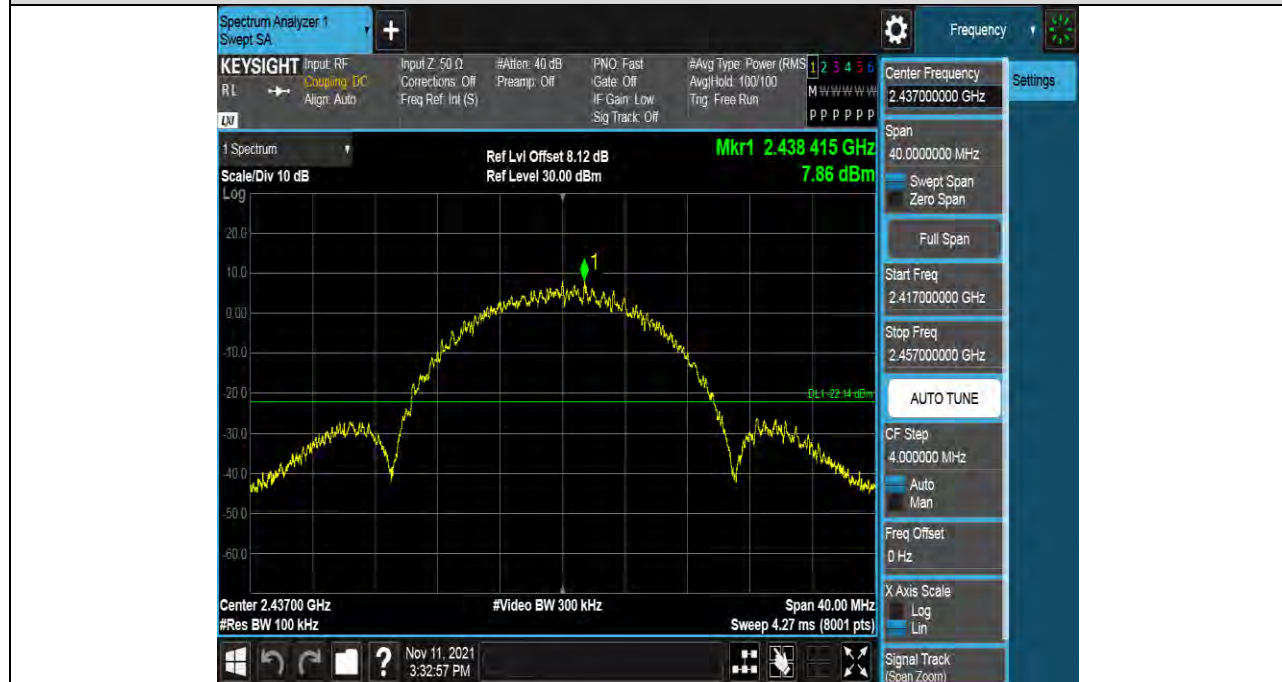 Spectrum Analyzer 1
Swept SA
+
Frequency
KEYSIGHT
RL
LXI
Input: RF
Coupling: DC
Align: Auto
Input Z: 50 Ω
Corrections: Off
Freq Ref: Int (S)
#Atten: 40 dB
Preamp: Off
PNO: Fast
Gate: Off
IF Gain: Low
Sig Track: Off
#Avg Type: Power (RMS
Avg|Hold: 100/100
Trig: Free Run
1 2 3 4 5 6
M W W W W W
P P P P P P
1 Spectrum
Scale/Div 10 dB
Log
Ref Lvl Offset 8.12 dB
Ref Level 30.00 dBm
Mkr1 2.438 415 GHz
7.86 dBm
1
20.0
10.0
0.00
-10.0
-20.0
-30.0
-40.0
-50.0
-60.0
DL1 -22.14 dBm
Center 2.43700 GHz
#Res BW 100 kHz
#Video BW 300 kHz
Span 40.00 MHz
Sweep 4.27 ms (8001 pts)
?
Nov 11, 2021
3:32:57 PM
Center Frequency
2.437000000 GHz
Settings
Span
40.0000000 MHz
Swept Span
Zero Span
Full Span
Start Freq
2.417000000 GHz
Stop Freq
2.457000000 GHz
AUTO TUNE
CF Step
4.000000 MHz
Auto
Man
Freq Offset
0 Hz
X Axis Scale
Log
Lin
Signal Track
(Span Zoom)